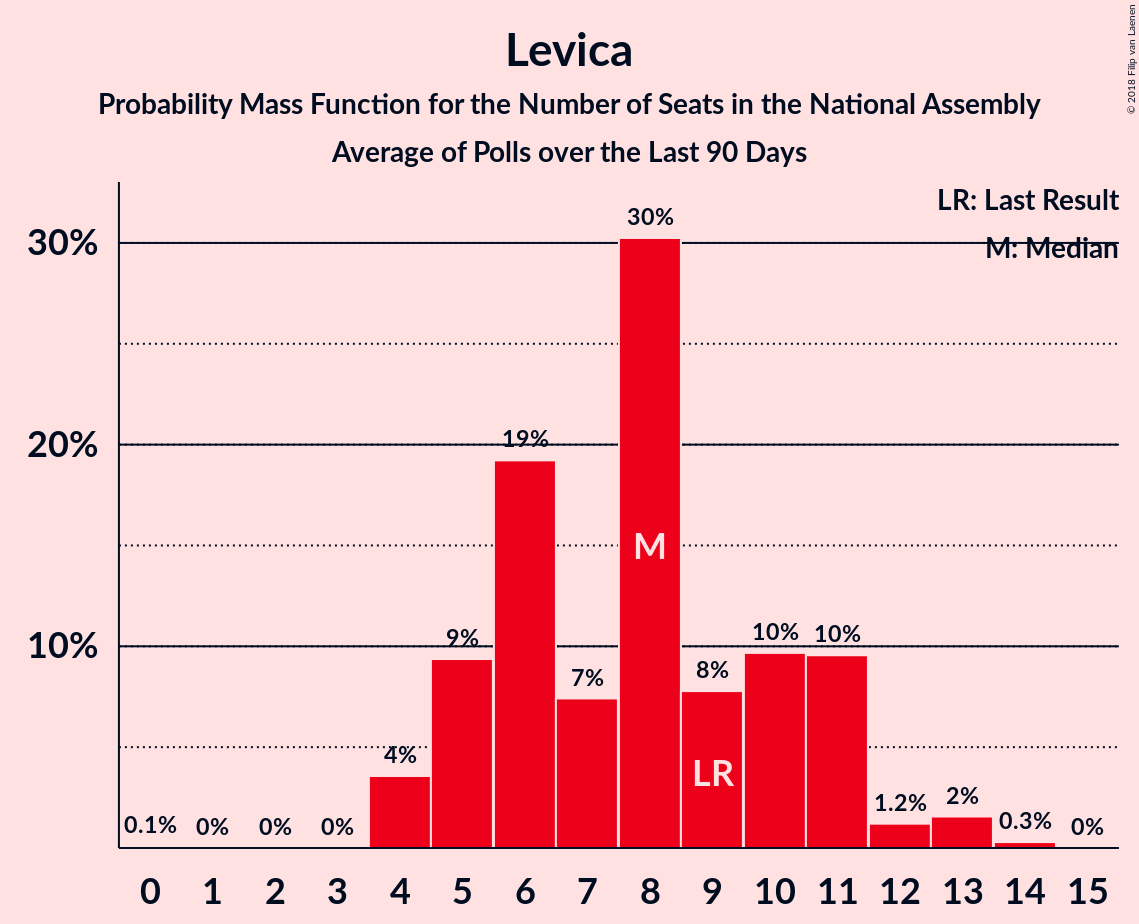 Levica
Probability Mass Function for the Number of Seats in the National Assembly
Average of Polls over the Last 90 Days
© 2018 Filip van Laenen
LR: Last Result
M: Median
30%
20%
10%
0.1% 0% 0% 0% 4% 9% 19% 7% 30% 8% 10% 10% 1.2% 2% 0.3% 0%
M
LR
0 1 2 3 4 5 6 7 8 9 10 11 12 13 14 15